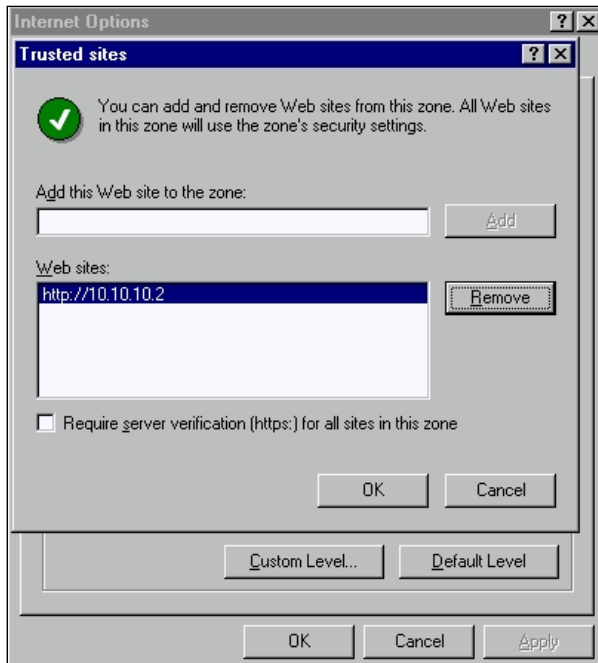 Internet Options
Trusted sites
You can add and remove Web sites from this zone. All Web sites
in this zone will use the zone's security settings.
Add this Web site to the zone:
Add
Web sites:
http://10.10.10.2
Remove
Require server verification (https:) for all sites in this zone
OK Cancel
Custom Level... Default Level
OK Cancel Apply